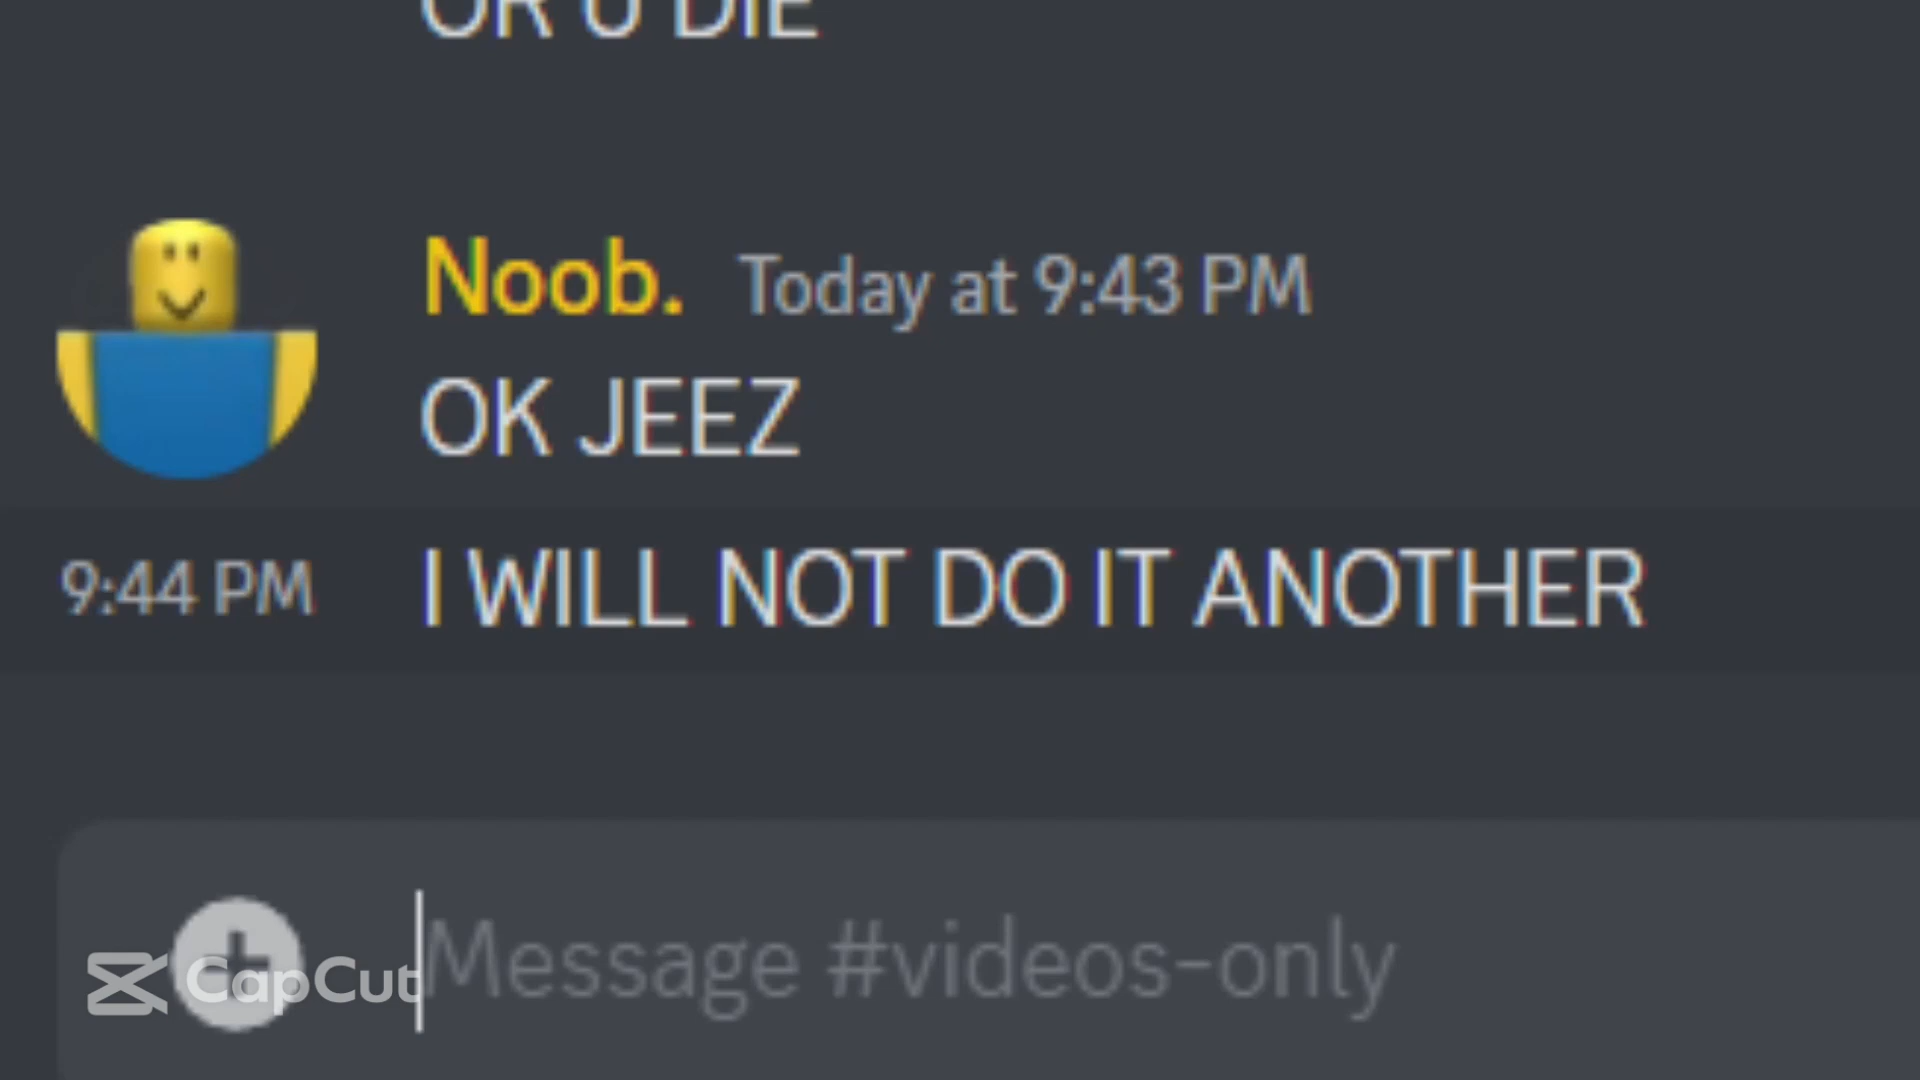 OR U DIE
Noob. Today at 9:43 PM
OK JEEZ
9:44 PM I WILL NOT DO IT ANOTHER
Message #videos-only
CapCut